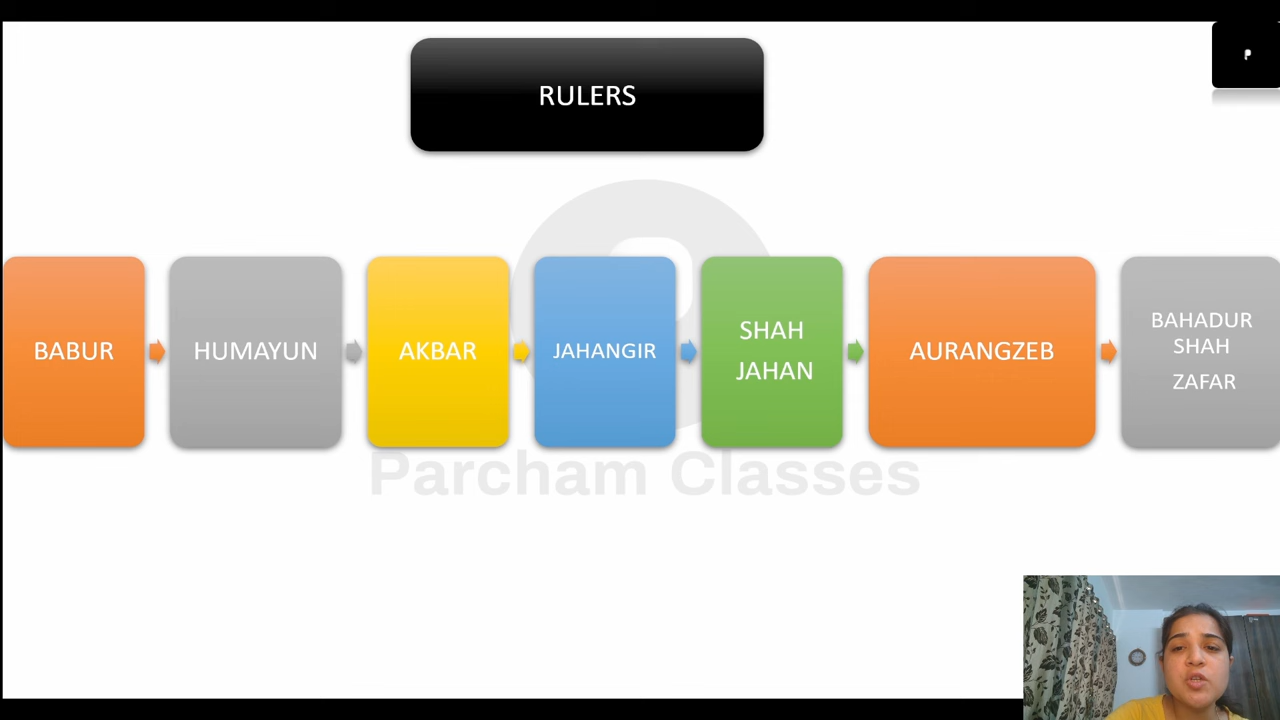 RULERS
P
BABUR
HUMAYUN
AKBAR
JAHANGIR
SHAH
JAHAN
AURANGZEB
BAHADUR
SHAH
ZAFAR
Parcham Classes